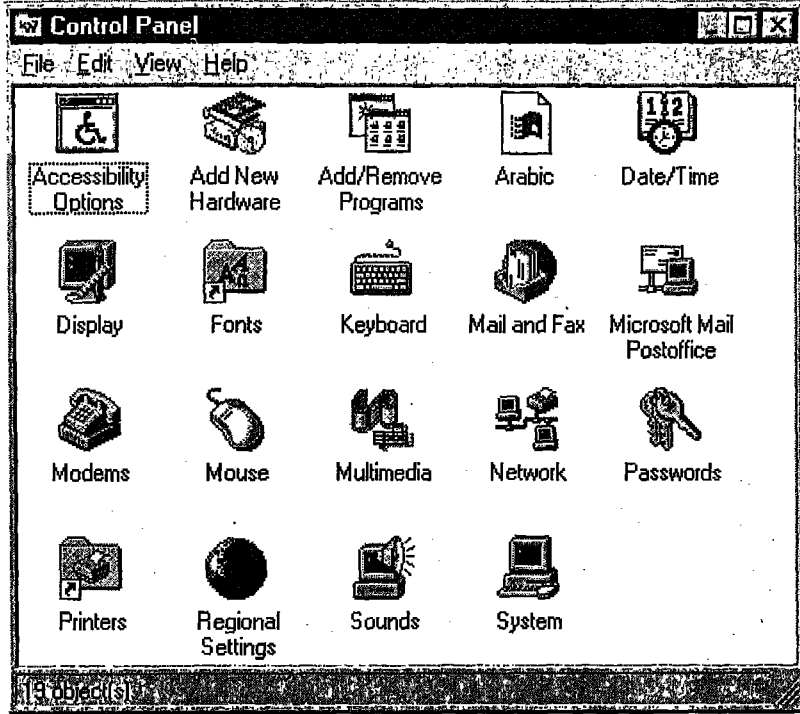 Control Panel
File Edit View Help
Accessibility Options
Add New Hardware
Add/Remove Programs
Arabic
Date/Time
Display
Fonts
Keyboard
Mail and Fax
Microsoft Mail Postoffice
Modems
Mouse
Multimedia
Network
Passwords
Printers
Regional Settings
Sounds
System
19 object(s)